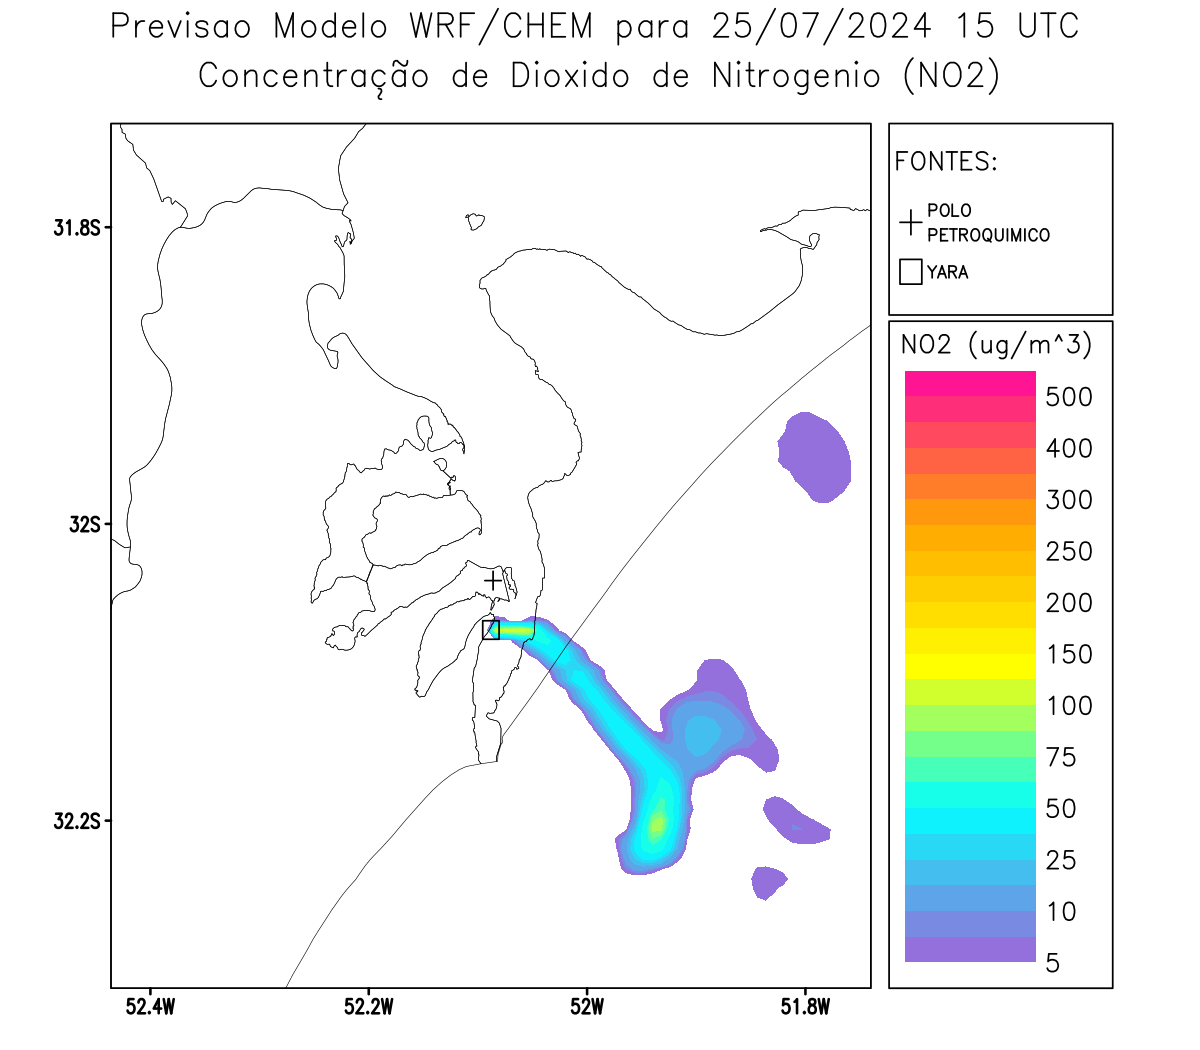 Previsao Modelo WRF/CHEM para 25/07/2024 15 UTC
Concentração de Dioxido de Nitrogenio (NO2)
FONTES:
POLO
PETROQUIMICO
YARA
NO2 (ug/m^3)
500
400
300
250
200
150
100
75
50
25
10
5
31.8S
32S
32.2S
52.4W
52.2W
52W
51.8W